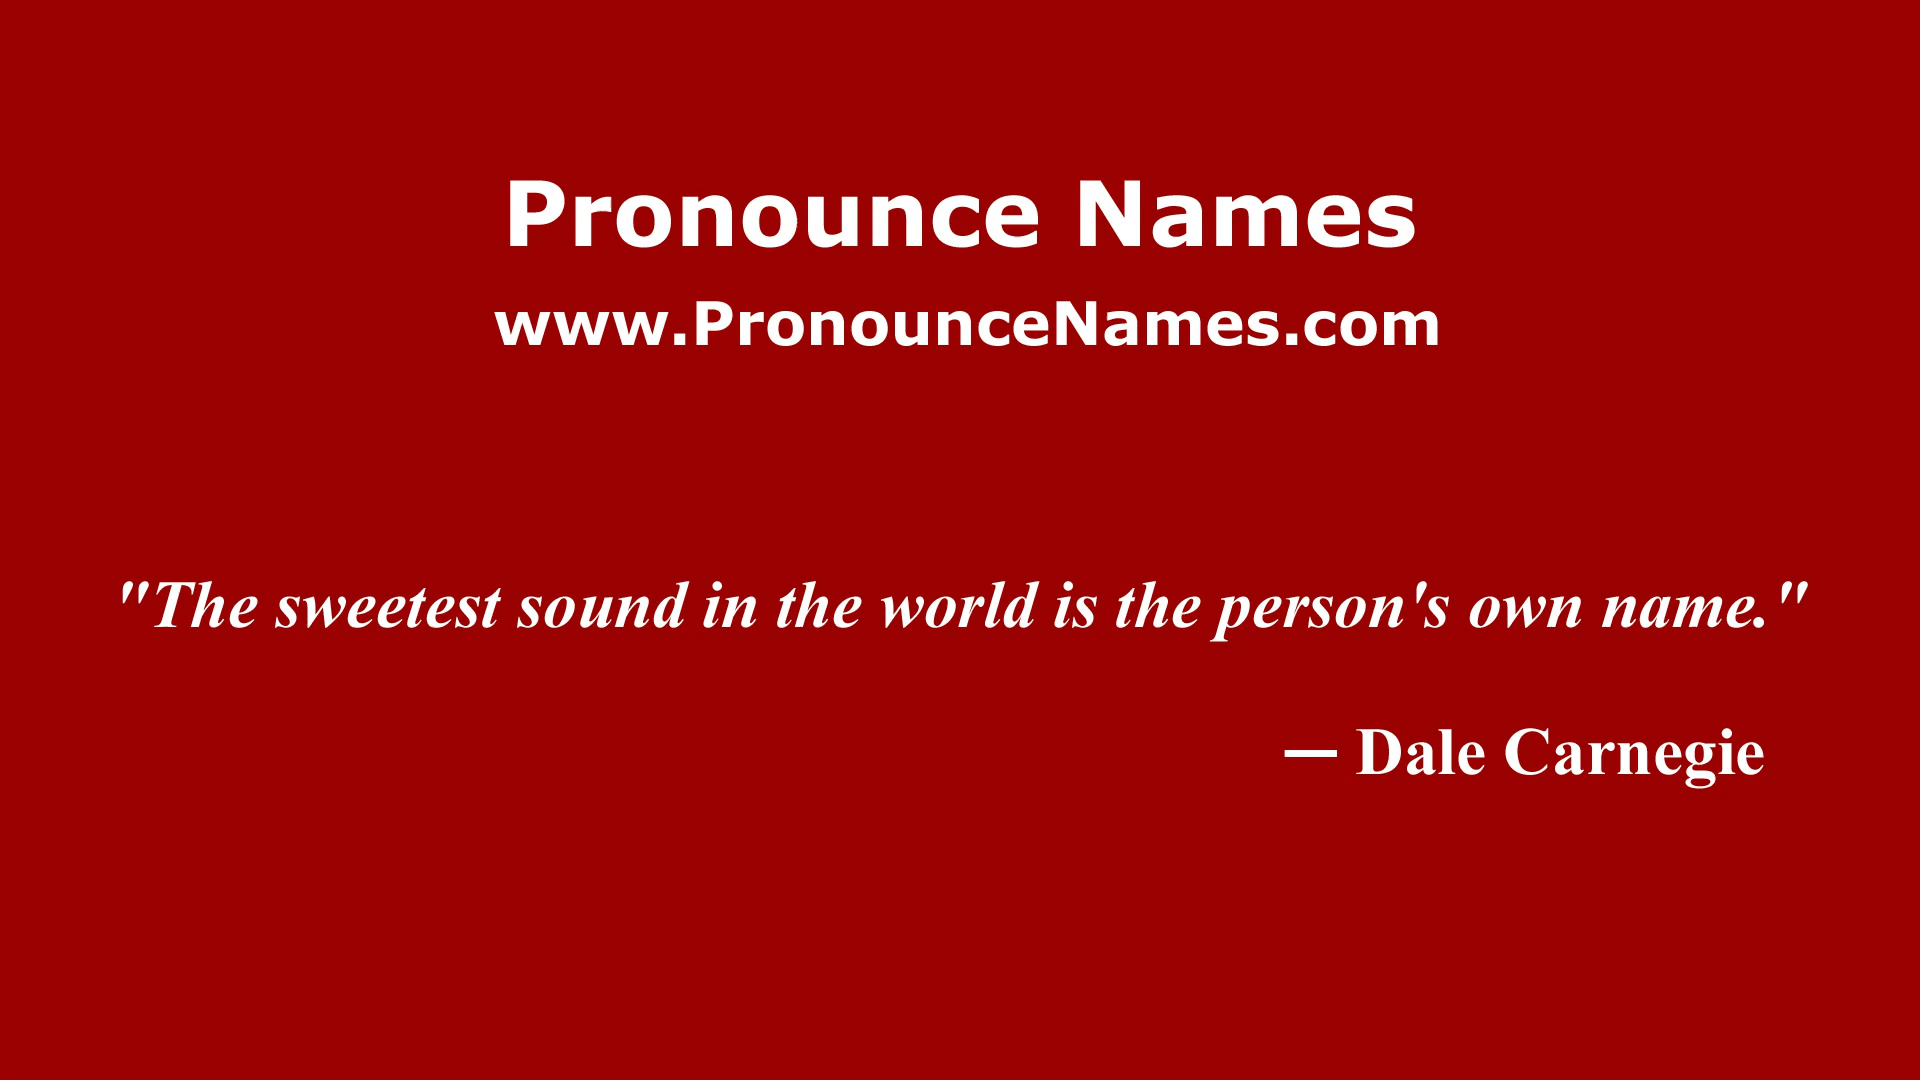 Pronounce Names
www.PronounceNames.com
"The sweetest sound in the world is the person's own name."
— Dale Carnegie